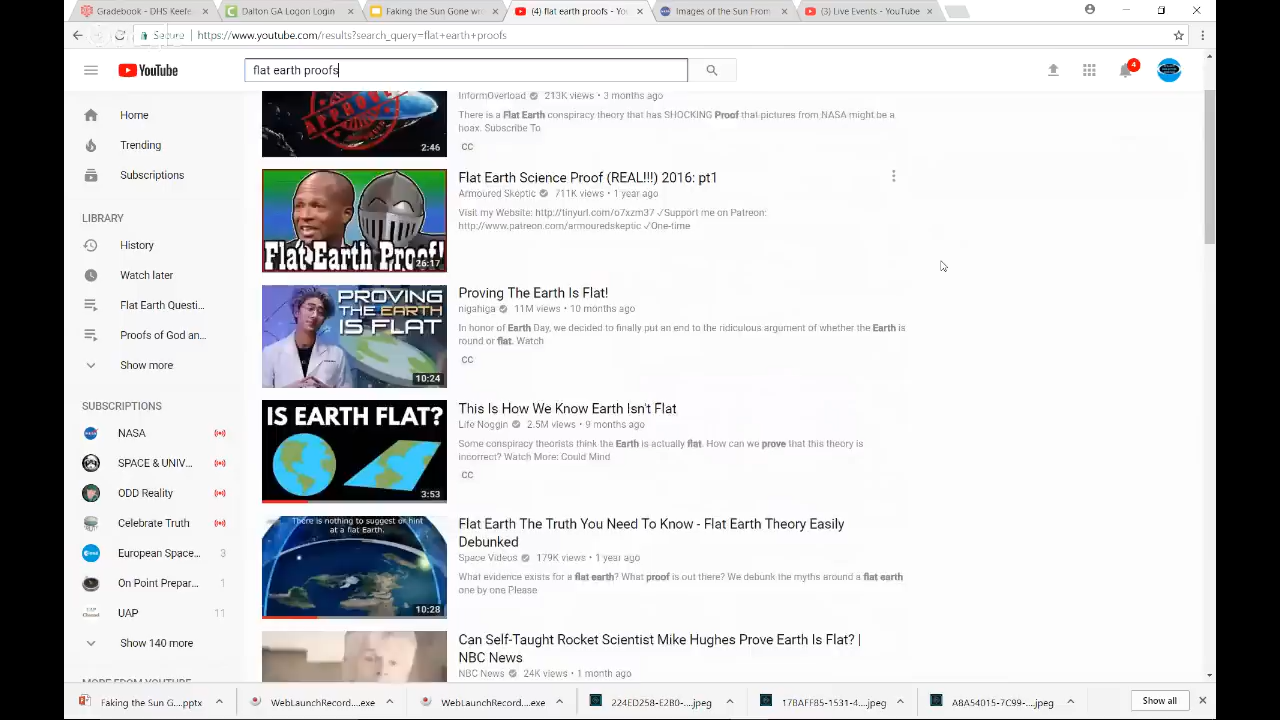 Gradebook - DHS Keefe
Dalton GA Logon Login
Faking the SHS Gone w
(4) flat earth proofs - Yo
Images of the Sun From
(3) Live Events - YouTube
Secure https://www.youtube.com/results?search_query=flat+earth+proofs
YouTube
flat earth proofs
4
Home
Trending
Subscriptions
LIBRARY
History
Watch later
Flat Earth Questi...
Proofs of God an...
Show more
SUBSCRIPTIONS
NASA
SPACE & UNIV...
ODD Reality
Celebrate Truth
European Space... 3
On Point Prepar... 1
UAP 11
Show 140 more
MORE FROM YOUTUBE
APPROVED
2:46
InformOverload 213K views • 3 months ago
There is a Flat Earth conspiracy theory that has SHOCKING Proof that pictures from NASA might be a
hoax. Subscribe To
CC
Flat Earth Proof!
26:17
Flat Earth Science Proof (REAL!!!) 2016: pt1
Armoured Skeptic 711K views • 1 year ago
Visit my Website: http://tinyurl.com/o7xzm37 ✓Support me on Patreon:
http://www.patreon.com/armouredskeptic ✓One-time
PROVING
THE EARTH
IS FLAT
10:24
Proving The Earth Is Flat!
nigahiga 11M views • 10 months ago
In honor of Earth Day, we decided to finally put an end to the ridiculous argument of whether the Earth is
round or flat. Watch
CC
IS EARTH FLAT?
3:53
This Is How We Know Earth Isn't Flat
Life Noggin 2.5M views • 9 months ago
Some conspiracy theorists think the Earth is actually flat. How can we prove that this theory is
incorrect? Watch More: Could Mind
CC
There is nothing to suggest or hint
at a flat Earth.
10:28
Flat Earth The Truth You Need To Know - Flat Earth Theory Easily
Debunked
Space Videos 179K views • 1 year ago
What evidence exists for a flat earth? What proof is out there? We debunk the myths around a flat earth
one by one Please
Can Self-Taught Rocket Scientist Mike Hughes Prove Earth Is Flat? |
NBC News
NBC News 24K views • 1 month ago
Faking the Sun G....pptx
WebLaunchRecord....exe
WebLaunchRecord....exe
224ED258-E280-....jpeg
178AFF85-1531-4....jpeg
A8A54015-7C99-....jpeg
Show all